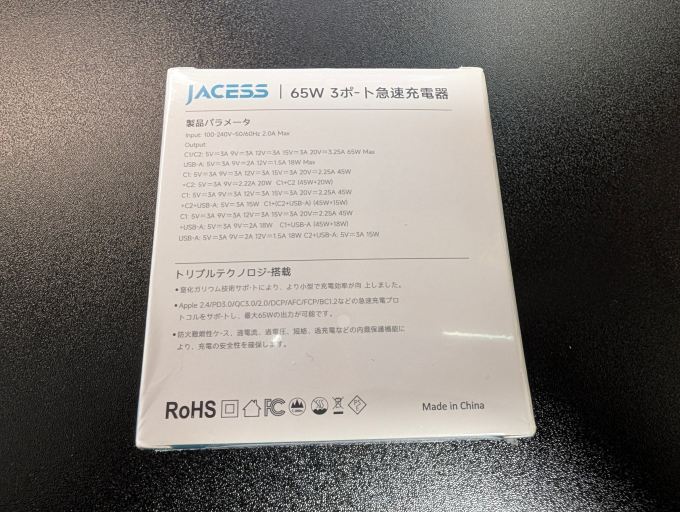 JACESS | 65W 3ポ-ト急速充電器
製品パラメータ
Input: 100-240V~50/60Hz 2.0A Max
Output:
C1/C2: 5V=3A 9V=3A 12V=3A 15V=3A 20V=3.25A 65W Max
USB-A: 5V=3A 9V=2A 12V=1.5A 18W Max
C1: 5V=3A 9V=3A 12V=3A 15V=3A 20V=2.25A 45W
+C2: 5V=3A 9V=2.22A 20W C1+C2 (45W+20W)
C1: 5V=3A 9V=3A 12V=3A 15V=3A 20V=2.25A 45W
+C2+USB-A: 5V=3A 15W C1+(C2+USB-A) (45W+15W)
C1: 5V=3A 9V=3A 12V=3A 15V=3A 20V=2.25A 45W
+USB-A: 5V=3A 9V=2A 18W C1+USB-A (45W+18W)
USB-A: 5V=3A 9V=2A 12V=1.5A 18W C2+USB-A: 5V=3A 15W
トリプルテクノロジ-搭載
•窒化ガリウム技術サポ-トにより、より小型で充電効率が向 上しました。
•Apple 2.4/PD3.0/QC3.0/2.0/DCP/AFC/FCP/BC1.2などの急速充電プロ
トコルをサポ-トし、最大65Wの出力が可能です。
•防火難燃性ケ-ス、過電流、過電圧、短絡、過充電などの内蔵保護機能に
より、充電の安全性を確保します。
RoHS FC PSE Made in China